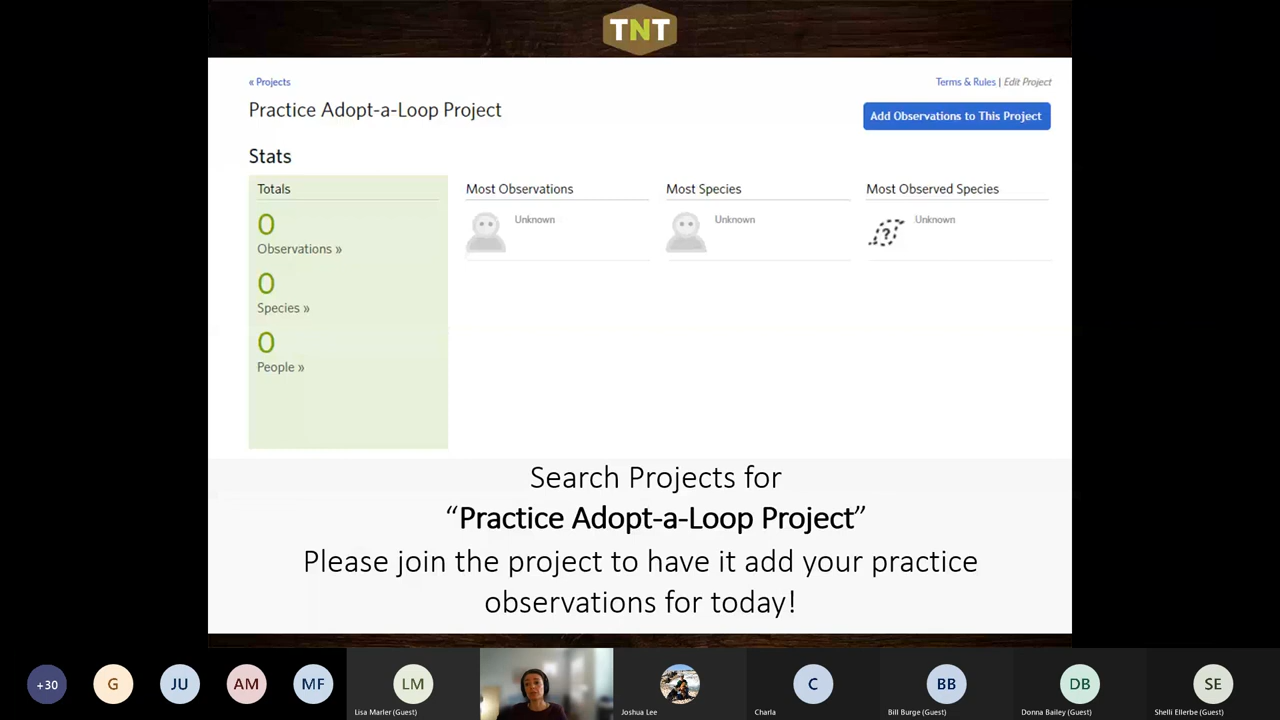 TNT
« Projects
Terms & Rules | Edit Project
Practice Adopt-a-Loop Project
Add Observations to This Project
Stats
Totals
Most Observations
Most Species
Most Observed Species
0
Unknown
Unknown
Unknown
?
Observations »
0
Species »
0
People »
Search Projects for
“Practice Adopt-a-Loop Project”
Please join the project to have it add your practice
observations for today!
+30
G
JU
AM
MF
LM
C
BB
DB
SE
Lisa Marler (Guest)
Joshua Lee
Charla
Bill Burge (Guest)
Donna Bailey (Guest)
Shelli Ellerbe (Guest)